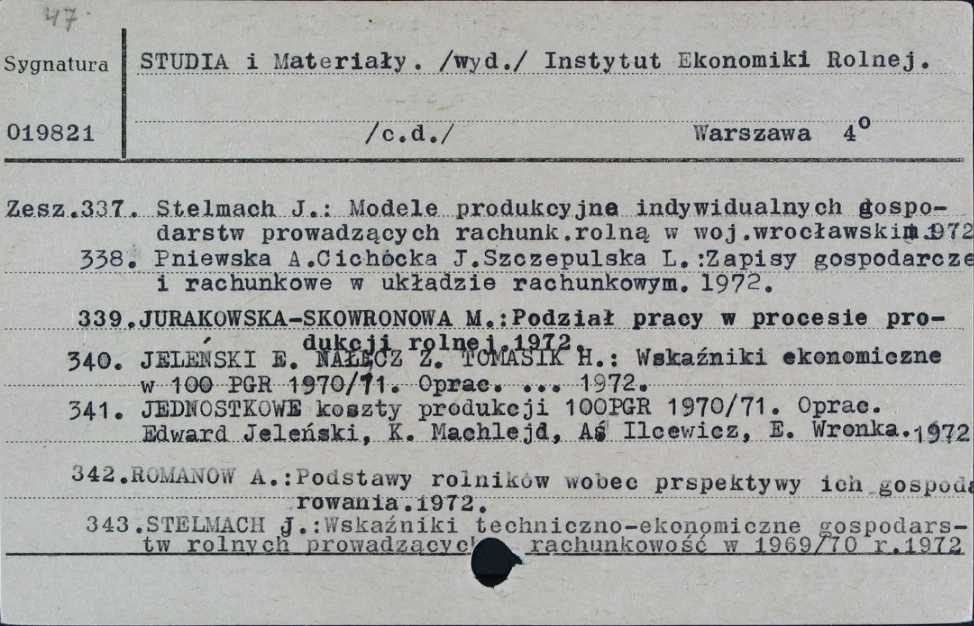 47
Sygnatura STUDIA i Materiały. /wyd./ Instytut Ekonomiki Rolnej.
019821 /c.d./ Warszawa 4°
Zesz.337. Stelmach J.: Modele produkcyjne indywidualnych gospo-
darstw prowadzących rachunk.rolną w woj.wrocławskim.1972
338. Pniewska A.Cichocka J.Szczepulska L.:Zapisy gospodarcze
i rachunkowe w układzie rachunkowym. 1972.
339.JURAKOWSKA-SKOWRONOWA M.:Podział pracy w procesie pro-
dukcji rolnej.1972.
340. JELEŃSKI E. NAŁĘCZ Z. TOMASIK H.: Wskaźniki ekonomiczne
w 100 PGR 1970/71. Oprac. ... 1972.
341. JEDNOSTKOWE koszty produkcji 100PGR 1970/71. Oprac.
Edward Jeleński, K. Machlejd, Aś Ilcewicz, E. Wronka.1972
342.ROMANOW A.:Podstawy rolników wobec prspektywy ich gospoda
rowania.1972.
343.STELMACH J.:Wskaźniki techniczno-ekonomiczne gospodars-
tw rolnych prowadzących rachunkowość w 1969/70 r.1972